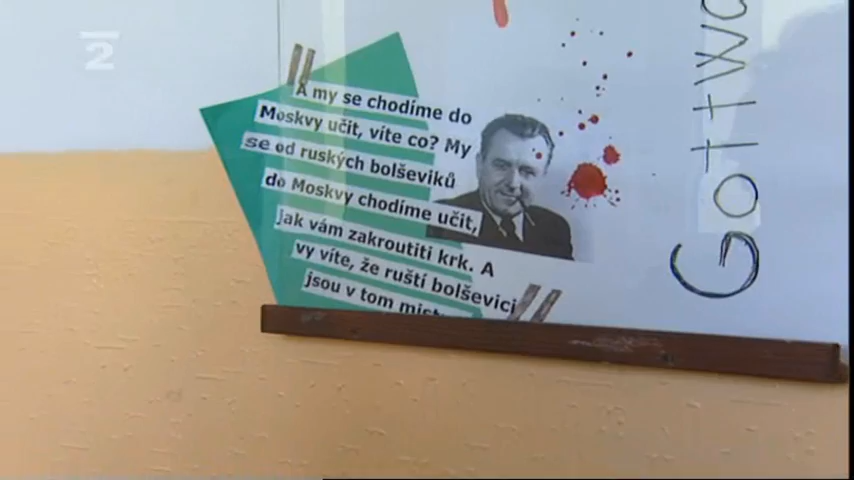 2
A my se chodíme do
Moskvy učit, víte co? My
se od ruských bolševiků
do Moskvy chodíme učit,
jak vám zakroutiti krk. A
vy víte, že ruští bolševici
jsou v tom
GOTTWO